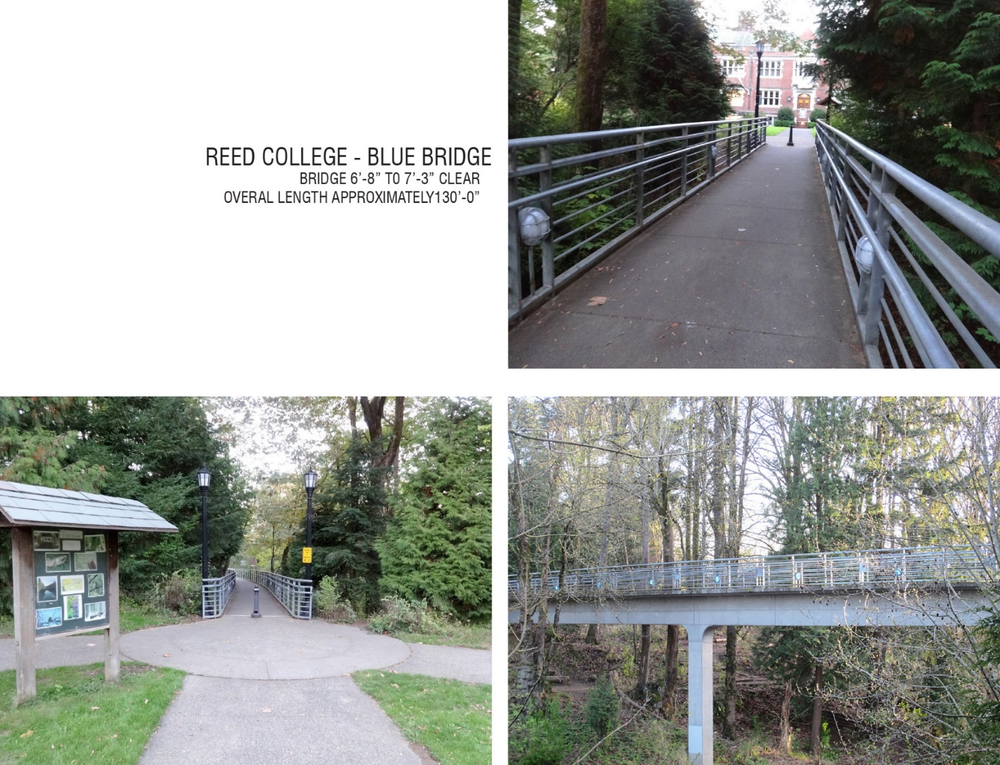 REED COLLEGE - BLUE BRIDGE
BRIDGE 6’-8” TO 7’-3” CLEAR
OVERAL LENGTH APPROXIMATELY130’-0”